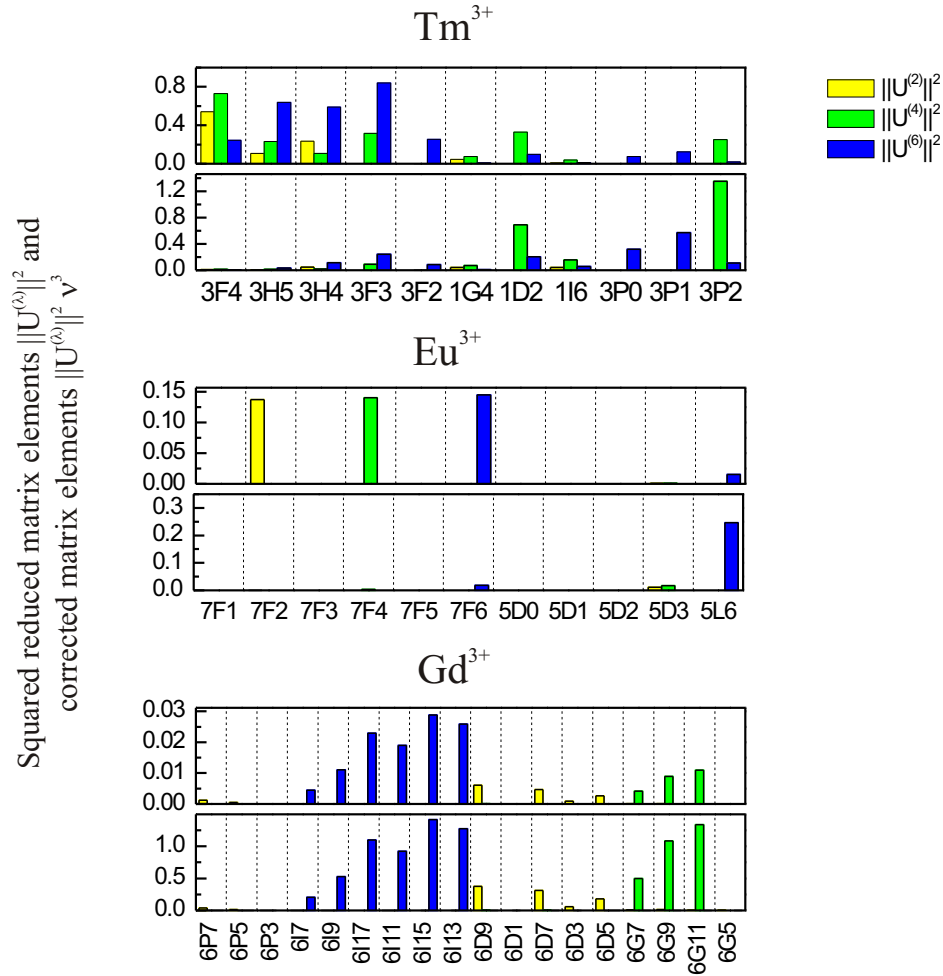 Tm³⁺
||U⁽²⁾||²
||U⁽⁴⁾||²
||U⁽⁶⁾||²
Squared reduced matrix elements ||U⁽λ⁾||² and
corrected matrix elements ||U⁽λ⁾||² ν³
0.8
0.4
0.0
1.2
0.8
0.4
0.0
3F4 3H5 3H4 3F3 3F2 1G4 1D2 1I6 3P0 3P1 3P2
Eu³⁺
0.15
0.10
0.05
0.00
0.3
0.2
0.1
0.0
7F1 7F2 7F3 7F4 7F5 7F6 5D0 5D1 5D2 5D3 5L6
Gd³⁺
0.03
0.02
0.01
0.00
1.0
0.5
0.0
6P7 6P5 6P3 6I7 6I9 6I17 6I11 6I15 6I13 6D9 6D1 6D7 6D3 6D5 6G7 6G9 6G11 6G5